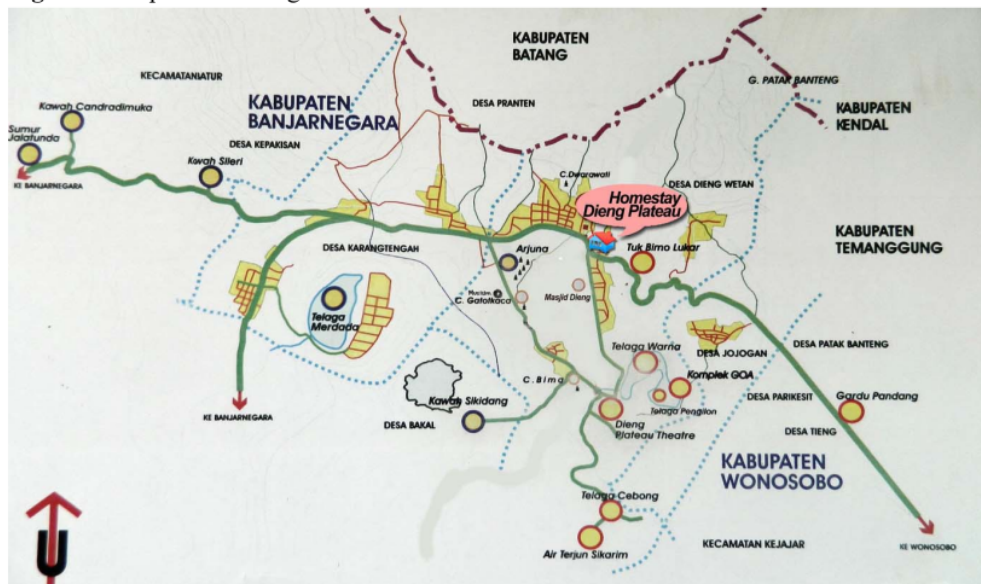 KABUPATEN
BATANG
KECAMATANIATUR
G. PATAK BANTENG
Kawah Candradimuka
KABUPATEN
BANJARNEGARA
DESA PRANTEN
KABUPATEN
KENDAL
Sumur
Jalatunda
DESA KEPAKISAN
Kawah Sileri
KE BANJARNEGARA
C.Dwarawati
DESA DIENG WETAN
Homestay
Dieng Plateau
KABUPATEN
TEMANGGUNG
DESA KARANGTENGAH
Arjuna
Tuk Bimo Lukar
C. Gatotkaca
Masjid Dieng
Telaga
Merdada
Telaga Warna
DESA JOJOGAN
DESA PATAK BANTENG
C. Bima
Komplek GOA
Kawah Sikidang
Telaga Pengilon
DESA PARIKESIT
Gardu Pandang
KE BANJARNEGARA
DESA BAKAL
Dieng
Plateau Theatre
DESA TIENG
KABUPATEN
WONOSOBO
Telaga Cebong
Air Terjun Sikarim
KECAMATAN KEJAJAR
KE WONOSOBO
U